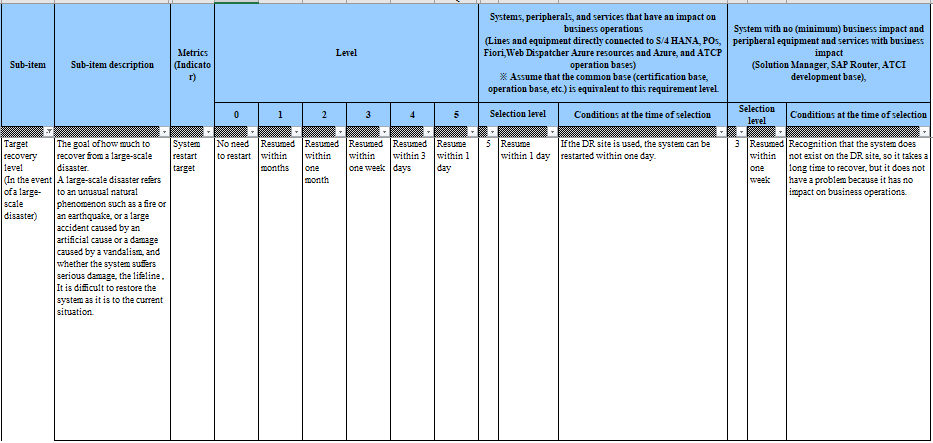 Sub-item
Sub-item description
Metrics
(Indicato
r)
Level
Systems, peripherals, and services that have an impact on
business operations
(Lines and equipment directly connected to S/4 HANA, POs,
Fiori,Web Dispatcher Azure resources and Azure, and ATCP
operation bases)
※ Assume that the common base (certification base,
operation base, etc.) is equivalent to this requirement level.
System with no (minimum) business impact and
peripheral equipment and services with business
impact
(Solution Manager, SAP Router, ATCI
development base),
0
1
2
3
4
5
Selection level
Conditions at the time of selection
Selection
level
Conditions at the time of selection
Target
recovery
level
(In the event
of a large-
scale
disaster)
The goal of how much to
recover from a large-scale
disaster.
A large-scale disaster refers
to an unusual natural
phenomenon such as a fire or
an earthquake, or a large
accident caused by an
artificial cause or a damage
caused by a vandalism, and
whether the system suffers
serious damage, the lifeline ,
It is difficult to restore the
system as it is to the current
situation.
System
restart
target
No need
to restart
Resumed
within
months
Resumed
within
one
month
Resumed
within
one week
Resumed
within 3
days
Resume
within 1
day
5
Resume
within 1 day
If the DR site is used, the system can be
restarted within one day.
3
Resumed
within
one
week
Recognition that the system does
not exist on the DR site, so it takes a
long time to recover, but it does not
have a problem because it has no
impact on business operations.